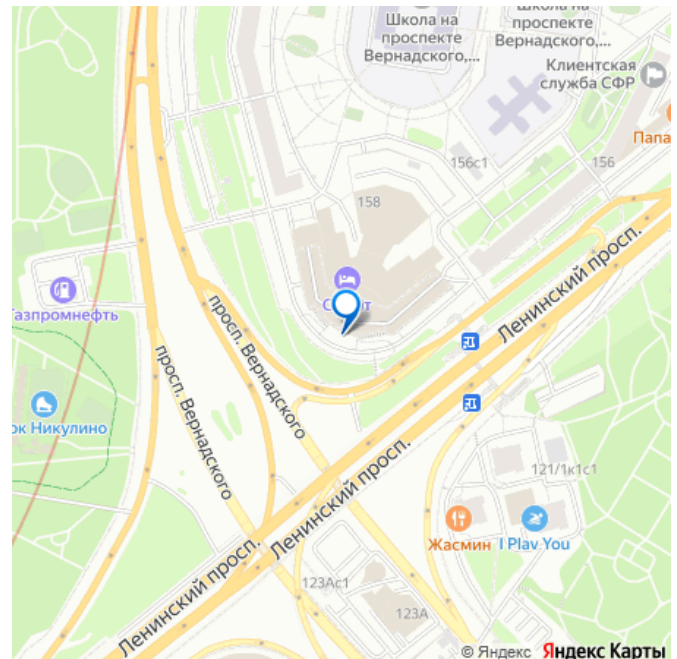 Школа на
проспекте
Вернадского,
Школа на
проспекте
Вернадского,...
Клиентская
служба СФР
Папа
156с1
156
158
Газпромнефть
просп. Вернадского
просп. Вернадского
Ленинский просп.
Ленинский просп.
Ленинский просп.
ок Никулино
121/1к1с1
Жасмин
I Play You
123Ас1
123А
© Яндекс Яндекс Карты